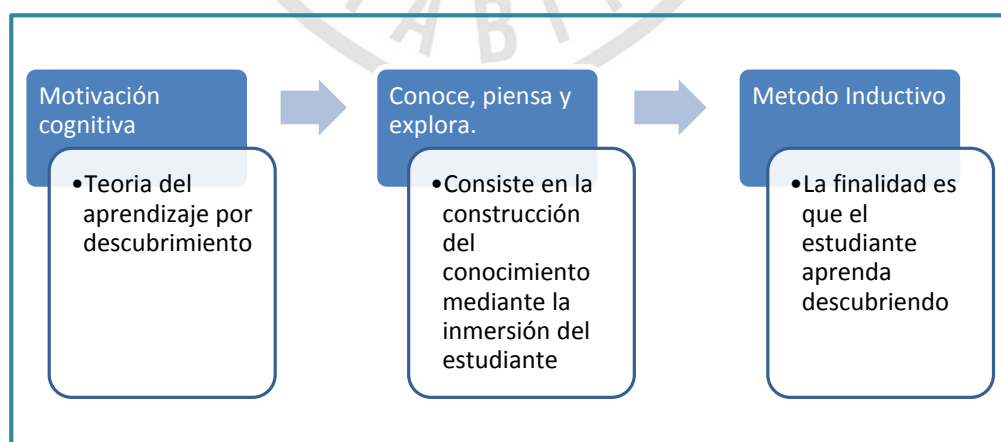 ABI
Motivación
cognitiva
•Teoria del
aprendizaje por
descubrimiento
Conoce, piensa y
explora.
•Consiste en la
construcción
del
conocimiento
mediante la
inmersión del
estudiante
Metodo Inductivo
•La finalidad es
que el
estudiante
aprenda
descubriendo